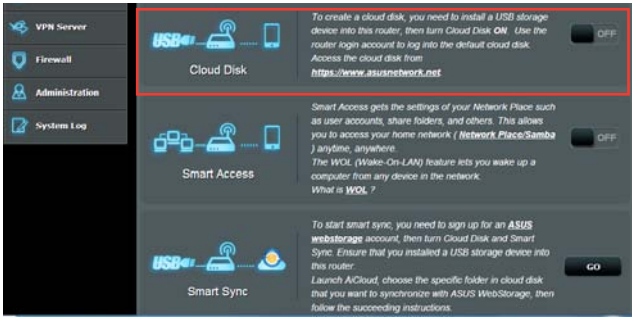 VPN Server
Firewall
Administration
System Log
USB
Cloud Disk
To create a cloud disk, you need to install a USB storage
device into this router, then turn Cloud Disk ON. Use the
router login account to log into the default cloud disk.
Access the cloud disk from
https://www.asusnetwork.net.
OFF
Smart Access
Smart Access gets the settings of your Network Place such
as user accounts, share folders, and others. This allows
you to access your home network ( Network Place/Samba
) anytime, anywhere.
The WOL (Wake-On-LAN) feature lets you wake up a
computer from any device in the network.
What is WOL ?
OFF
USB
Smart Sync
To start smart sync, you need to sign up for an ASUS
webstorage account, then turn Cloud Disk and Smart
Sync. Ensure that you installed a USB storage device into
this router.
Launch AiCloud, choose the specific folder in cloud disk
that you want to synchronize with ASUS WebStorage, then
follow the succeeding instructions.
GO